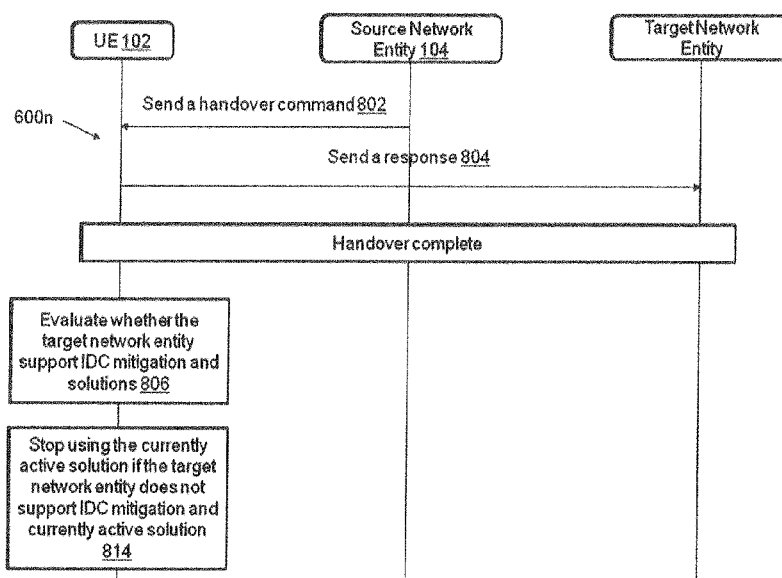 UE 102
Source Network
Entity 104
Target Network
Entity
Send a handover command 802
600n
Send a response 804
Handover complete
Evaluate whether the
target network entity
support IDC mitigation and
solutions 806
Stop using the currently
active solution if the target
network entity does not
support IDC mitigation and
currently active solution
814